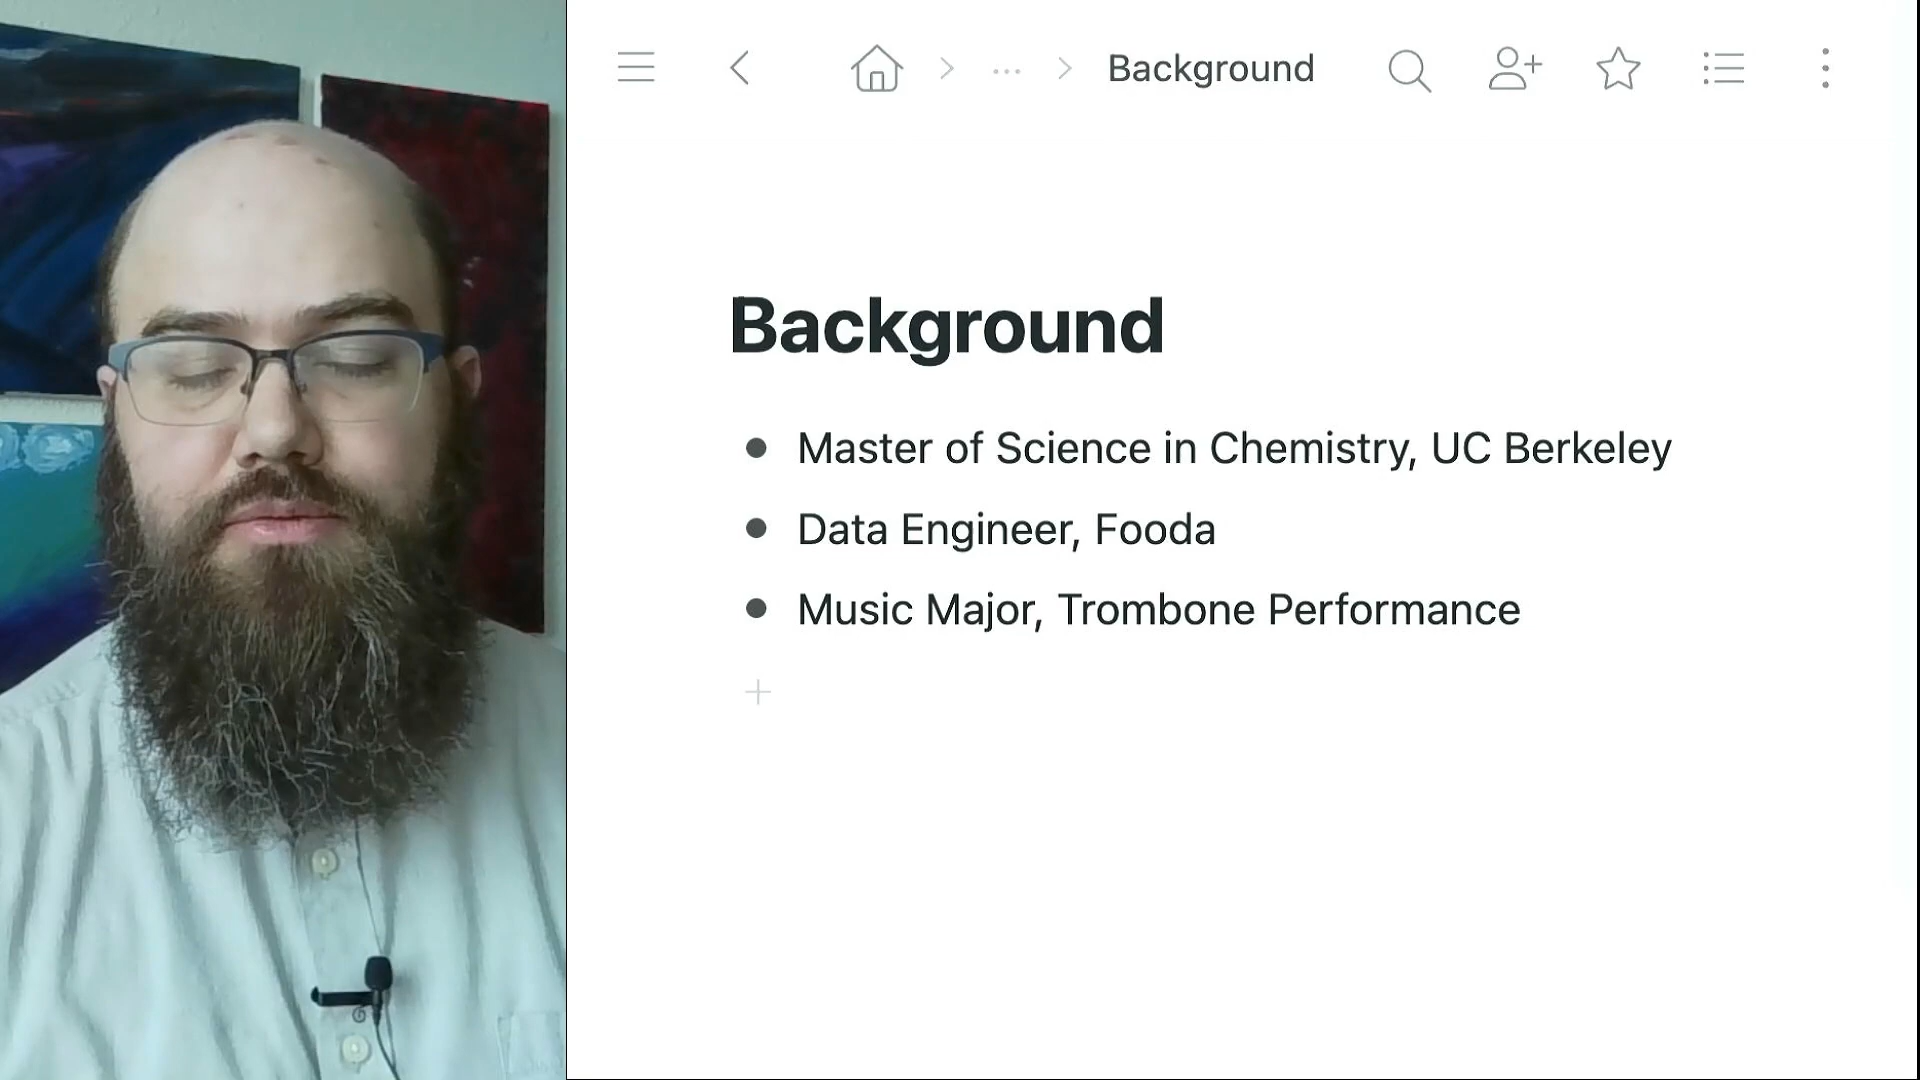 Background
Background
Master of Science in Chemistry, UC Berkeley
Data Engineer, Fooda
Music Major, Trombone Performance